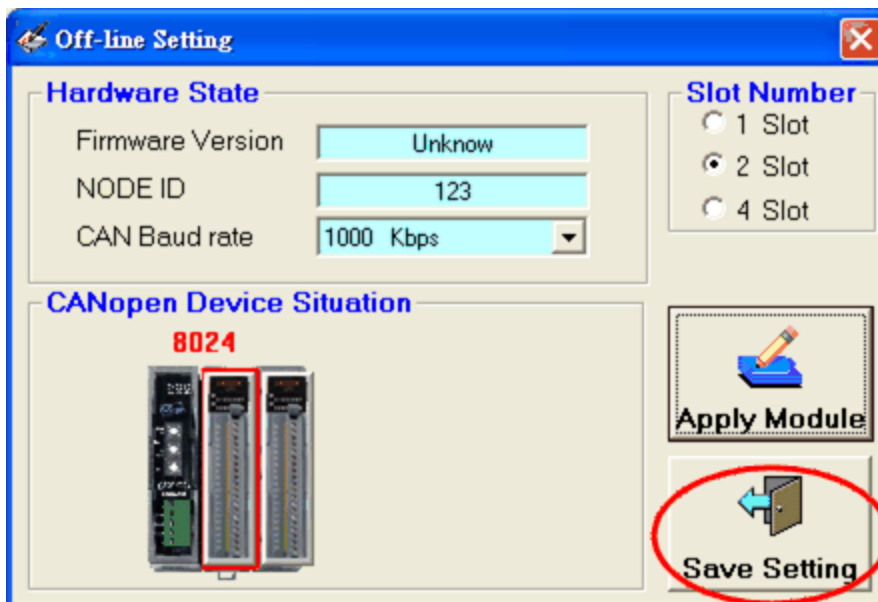 Off-line Setting
Hardware State
Firmware Version
Unknow
NODE ID
123
CAN Baud rate
1000 Kbps
Slot Number
1 Slot
2 Slot
4 Slot
CANopen Device Situation
8024
Apply Module
Save Setting